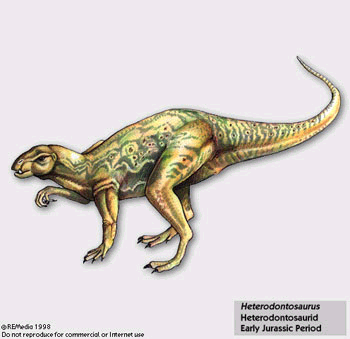 Heterodontosaurus
Heterodontosaurid
Early Jurassic Period
@REMedia 1998
Do not reproduce for commercial or Internet use